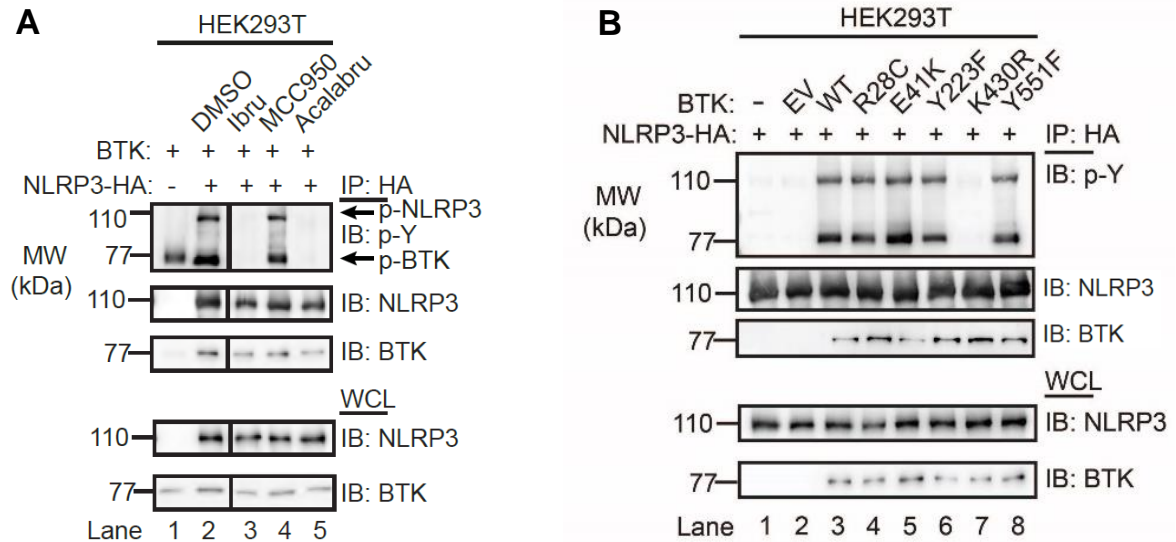 A
HEK293T
DMSO
Ibru
MCC950
Acalabru
BTK: + + + + +
NLRP3-HA: - + + + + IP: HA
110 p-NLRP3
IB: p-Y
77 p-BTK
MW
(kDa)
110 IB: NLRP3
77 IB: BTK
WCL
110 IB: NLRP3
77 IB: BTK
Lane 1 2 3 4 5
B
HEK293T
BTK: - EV WT R28C E41K Y223F K430R Y551F
NLRP3-HA: + + + + + + + + IP: HA
110 IB: p-Y
MW
(kDa)
77
110 IB: NLRP3
77 IB: BTK
WCL
110 IB: NLRP3
77 IB: BTK
Lane 1 2 3 4 5 6 7 8